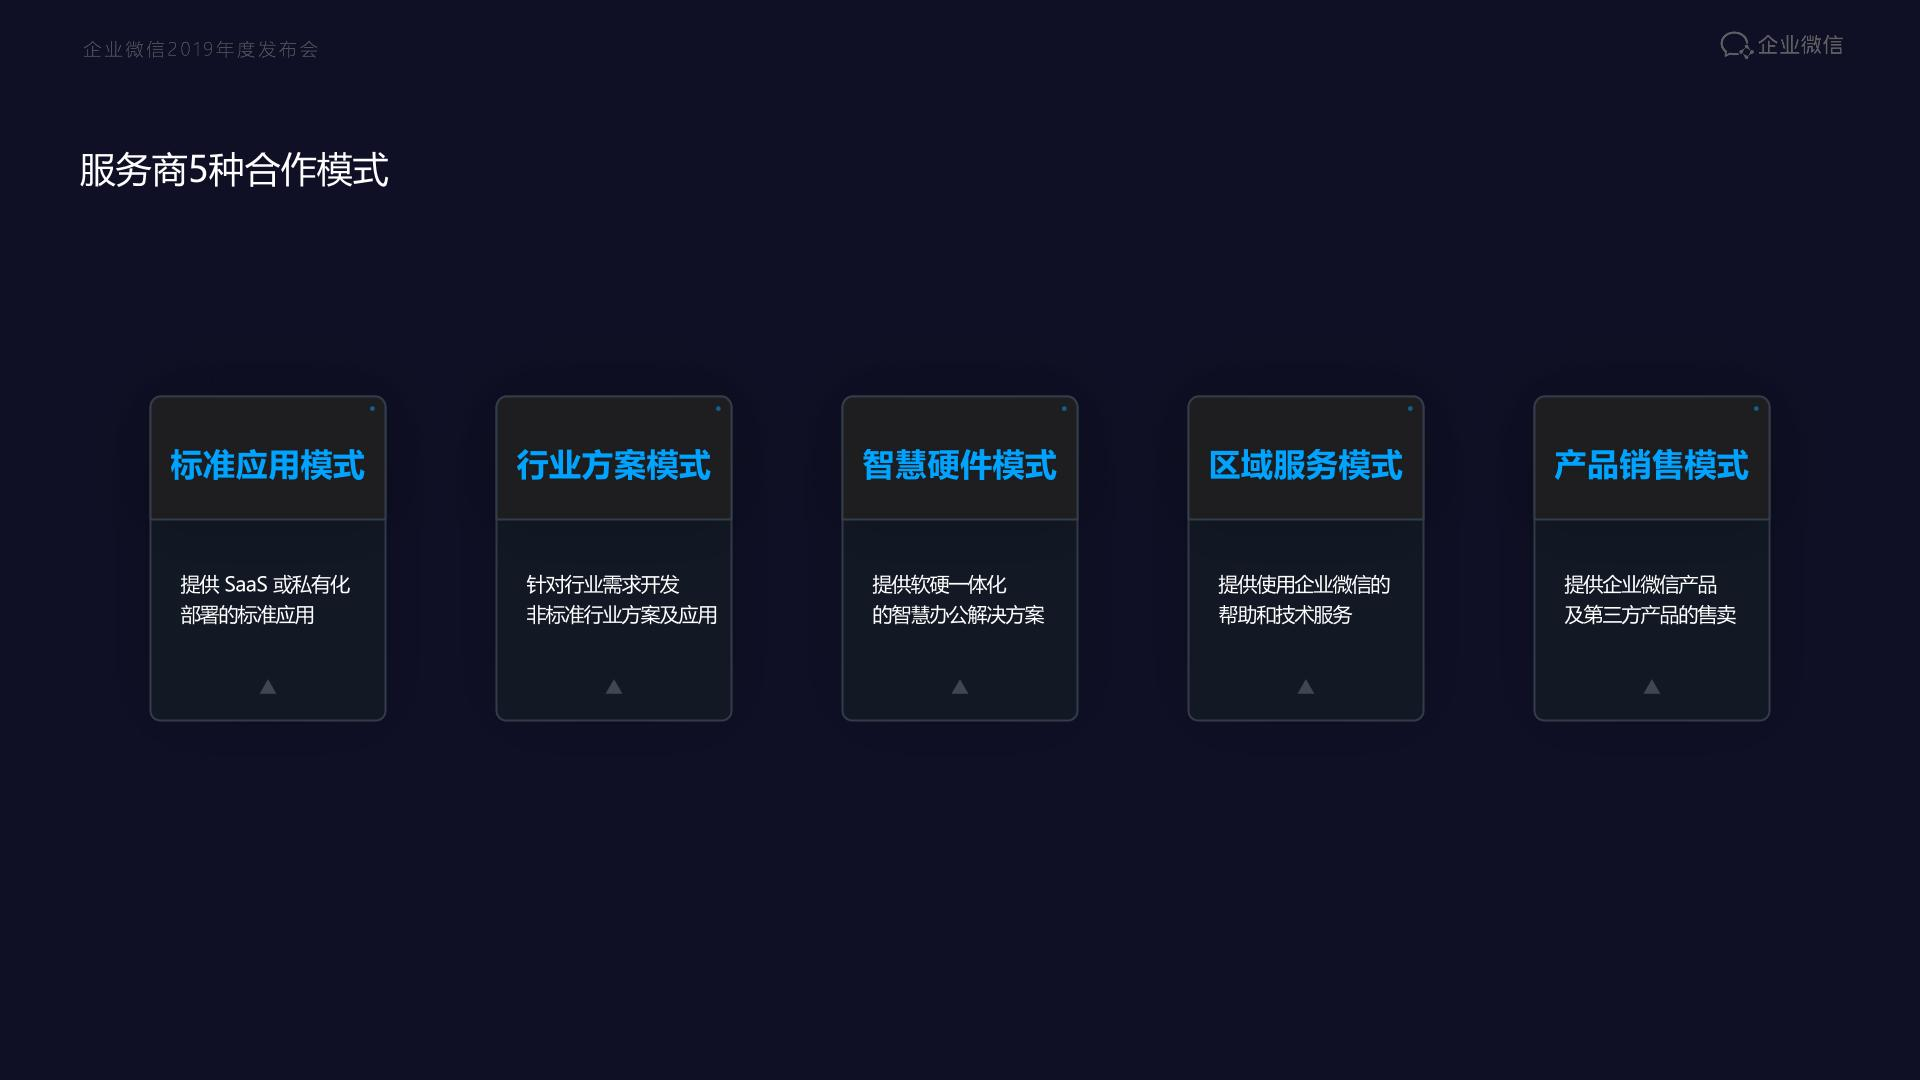 企业微信2019年度发布会
企业微信
服务商5种合作模式
标准应用模式
提供 SaaS 或私有化
部署的标准应用
行业方案模式
针对行业需求开发
非标准行业方案及应用
智慧硬件模式
提供软硬一体化
的智慧办公解决方案
区域服务模式
提供使用企业微信的
帮助和技术服务
产品销售模式
提供企业微信产品
及第三方产品的售卖